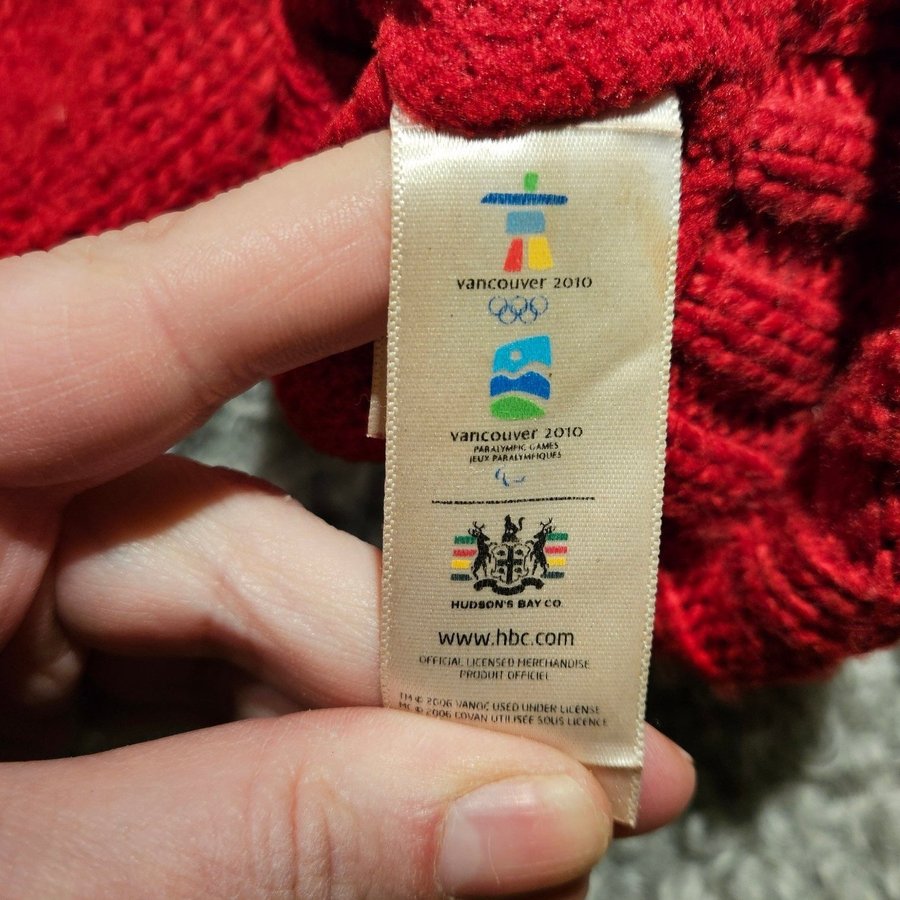 vancouver 2010
vancouver 2010
PARALYMPIC GAMES
JEUX PARALYMPIQUES
HUDSON'S BAY CO.
www.hbc.com
OFFICIAL LICENSED MERCHANDISE
PRODUIT OFFICIEL
TM © 2006 VANOC USED UNDER LICENSE
MC © 2006 COVAN UTILISÉE SOUS LICENCE